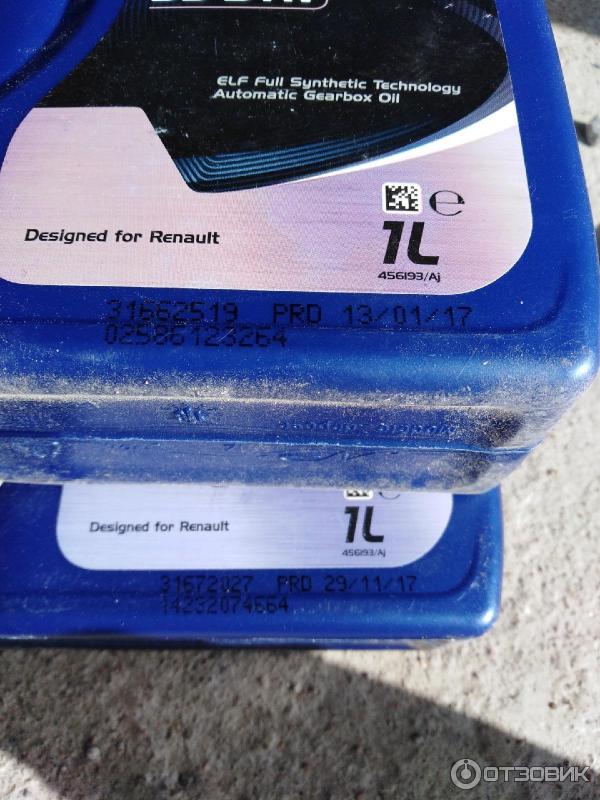 ELF Full Synthetic Technology
Automatic Gearbox Oil
Designed for Renault
e
1L
456193/Aj
31662519 PRD 13/01/17
02586123264
Designed for Renault
1L
456193/Aj
31672027 PRD 29/11/17
14232074664
ОТЗОВИК